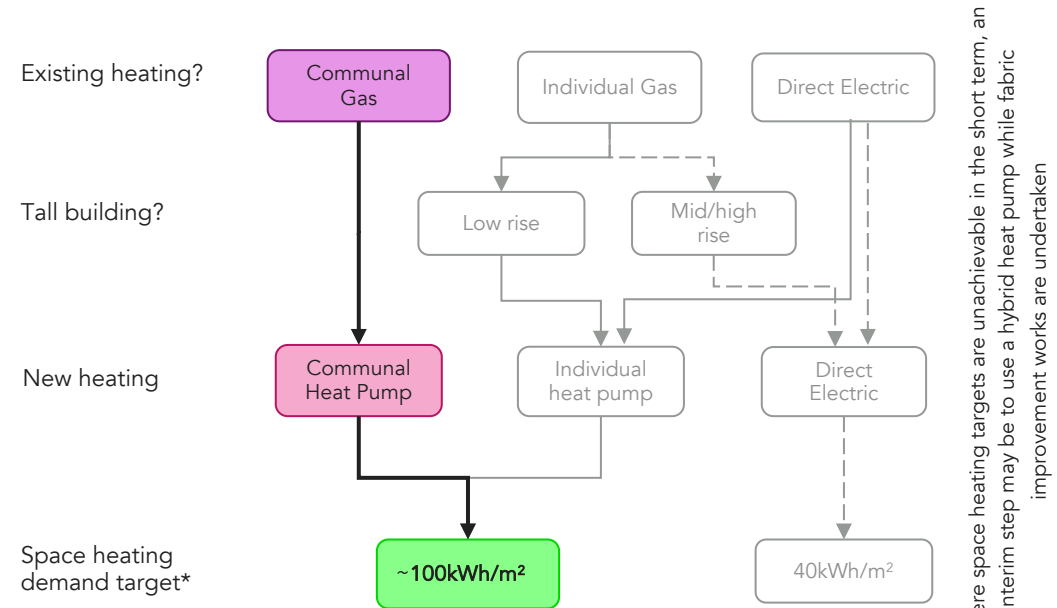 Existing heating?
Communal
Gas
Individual Gas
Direct Electric
Tall building?
Low rise
Mid/high
rise
New heating
Communal
Heat Pump
Individual
heat pump
Direct
Electric
Space heating
demand target*
~100kWh/m²
40kWh/m²
space heating targets are unachievable in the short term, an
step may be to use a hybrid heat pump while fabric
improvement works are undertaken